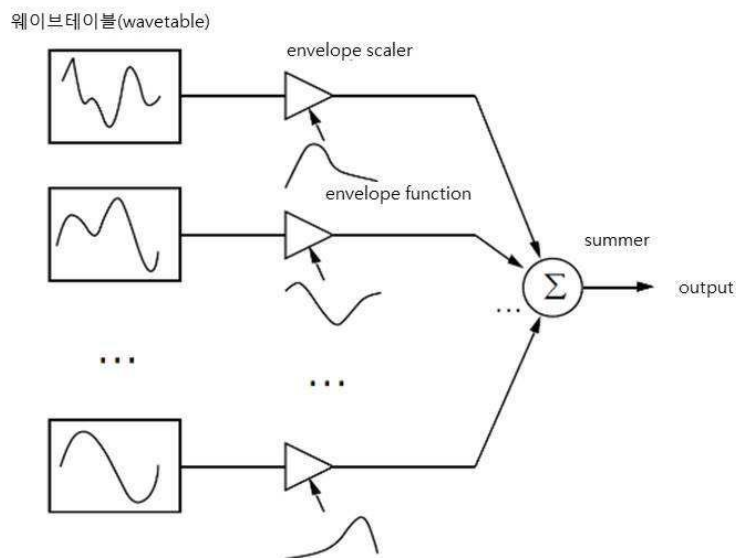 웨이브테이블(wavetable)
envelope scaler
envelope function
summer
Σ
output
...
...
...